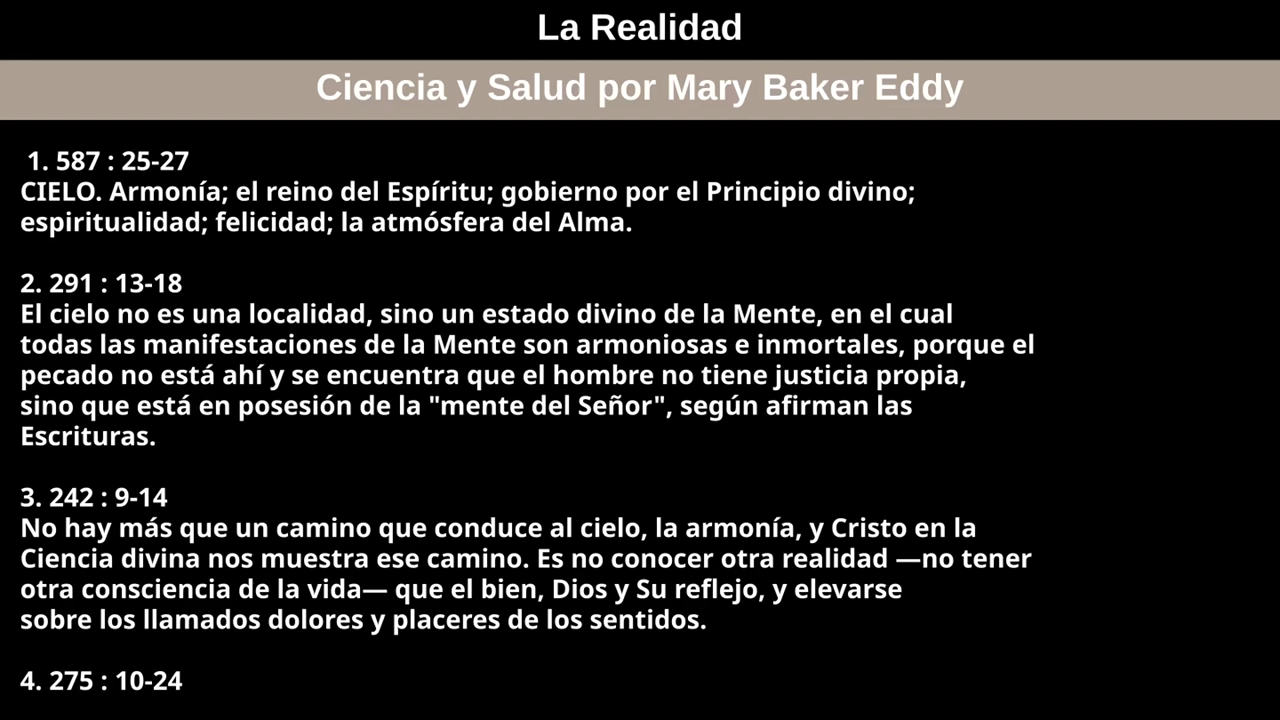 La Realidad
Ciencia y Salud por Mary Baker Eddy
1. 587 : 25-27
CIELO. Armonía; el reino del Espíritu; gobierno por el Principio divino;
espiritualidad; felicidad; la atmósfera del Alma.
2. 291 : 13-18
El cielo no es una localidad, sino un estado divino de la Mente, en el cual
todas las manifestaciones de la Mente son armoniosas e inmortales, porque el
pecado no está ahí y se encuentra que el hombre no tiene justicia propia,
sino que está en posesión de la "mente del Señor", según afirman las
Escrituras.
3. 242 : 9-14
No hay más que un camino que conduce al cielo, la armonía, y Cristo en la
Ciencia divina nos muestra ese camino. Es no conocer otra realidad —no tener
otra consciencia de la vida— que el bien, Dios y Su reflejo, y elevarse
sobre los llamados dolores y placeres de los sentidos.
4. 275 : 10-24